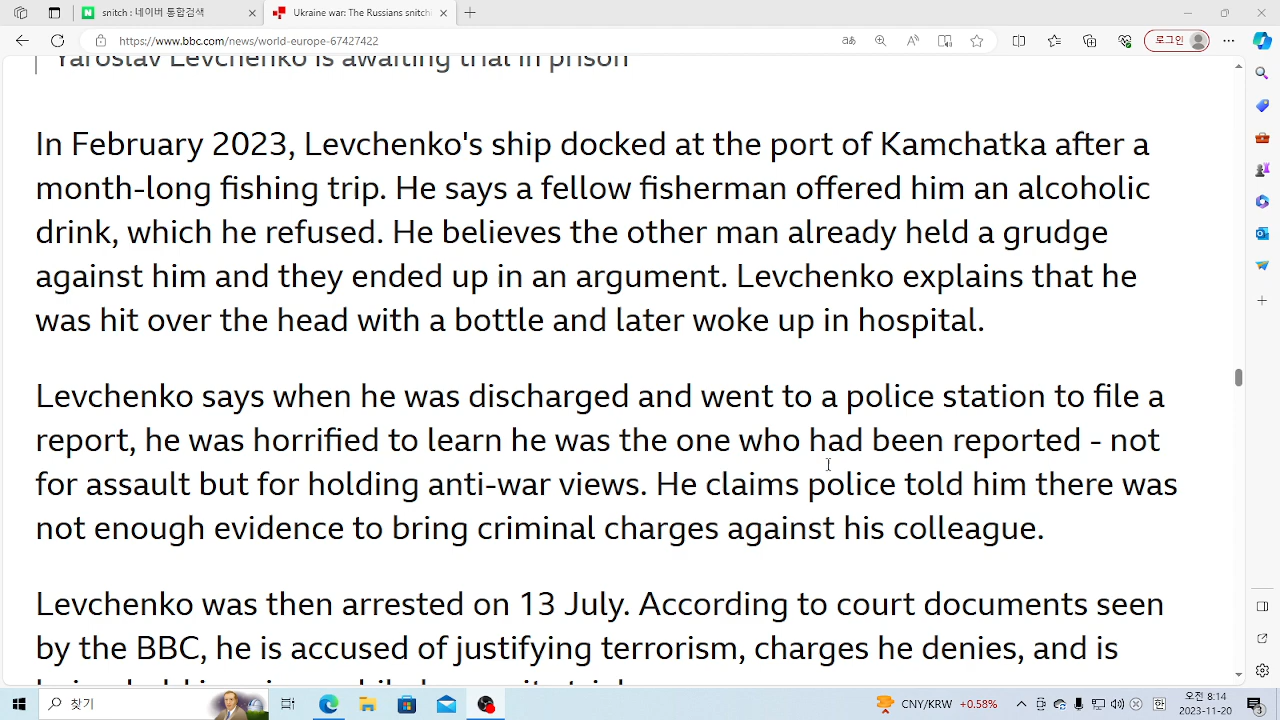 snitch : 네이버 통합검색
Ukraine war: The Russians snitchi
https://www.bbc.com/news/world-europe-67427422
로그인
Yaroslav Levchenko is awaiting trial in prison
In February 2023, Levchenko's ship docked at the port of Kamchatka after a
month-long fishing trip. He says a fellow fisherman offered him an alcoholic
drink, which he refused. He believes the other man already held a grudge
against him and they ended up in an argument. Levchenko explains that he
was hit over the head with a bottle and later woke up in hospital.
Levchenko says when he was discharged and went to a police station to file a
report, he was horrified to learn he was the one who had been reported - not
for assault but for holding anti-war views. He claims police told him there was
not enough evidence to bring criminal charges against his colleague.
Levchenko was then arrested on 13 July. According to court documents seen
by the BBC, he is accused of justifying terrorism, charges he denies, and is
찾기
CNY/KRW +0.58%
오전 8:14
2023-11-20